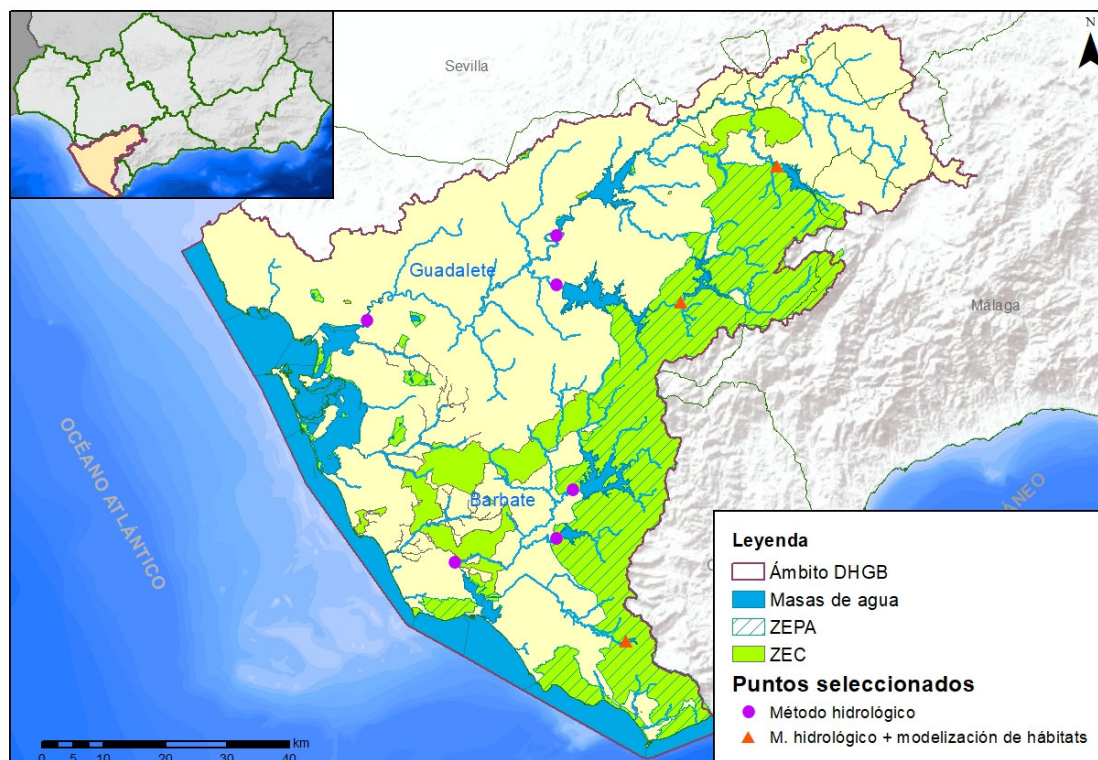 N
Sevilla
Guadalete
Málaga
OCÉANO ATLÁNTICO
Barbate
ÁNEO
Leyenda
Ámbito DHGB
Masas de agua
ZEPA
ZEC
Puntos seleccionados
Método hidrológico
M. hidrológico + modelización de hábitats
km
0 5 10 20 30 40